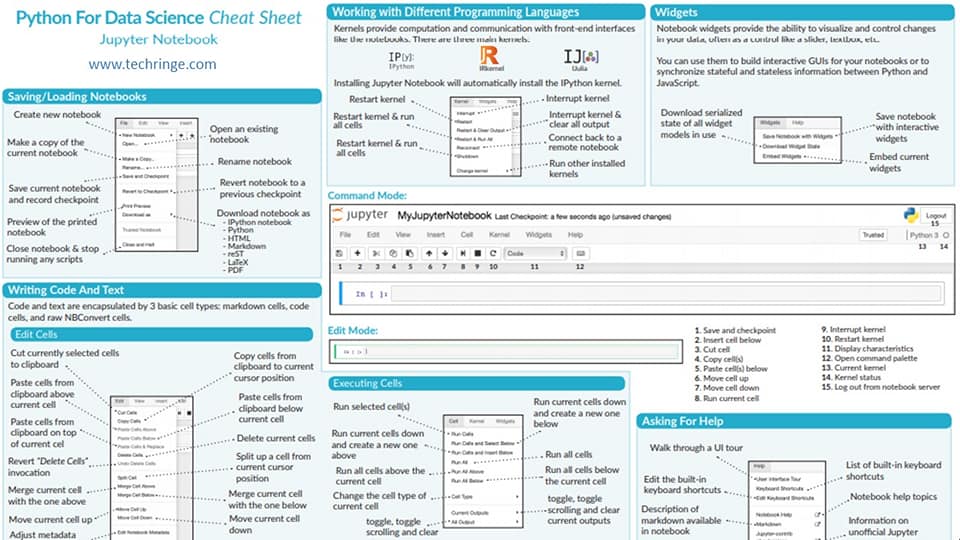 Python For Data Science Cheat Sheet
Jupyter Notebook
www.techringe.com
Saving/Loading Notebooks
Create new notebook
Make a copy of the
current notebook
Save current notebook
and record checkpoint
Preview of the printed
notebook
Close notebook & stop
running any scripts
File Edit View Insert
New Notebook
Open...
Make a Copy...
Rename...
Save and Checkpoint
Revert to Checkpoint
Print Preview
Download as
Trusted Notebook
Close and Halt
Open an existing
notebook
Rename notebook
Revert notebook to a
previous checkpoint
Download notebook as
- IPython notebook
- Python
- HTML
- Markdown
- reST
- LaTeX
- PDF
Writing Code And Text
Code and text are encapsulated by 3 basic cell types: markdown cells, code
cells, and raw NBConvert cells.
Edit Cells
Cut currently selected cells
to clipboard
Paste cells from
clipboard above
current cell
Paste cells from
clipboard on top
of current cel
Revert "Delete Cells"
invocation
Merge current cell
with the one above
Move current cell up
Adjust metadata
Edit View Insert
Cut Cells
Copy Cells
Paste Cells Above
Paste Cells Below
Paste Cells & Replace
Delete Cells
Undo Delete Cells
Split Cell
Merge Cell Above
Merge Cell Below
Move Cell Up
Move Cell Down
Edit Notebook Metadata
Copy cells from
clipboard to current
cursor position
Paste cells from
clipboard below
current cell
Delete current cells
Split up a cell from
current cursor
position
Merge current cell
with the one below
Move current cell
down
Working with Different Programming Languages
Kernels provide computation and communication with front-end interfaces
like the notebooks. There are three main kernels:
IP[y]:
IPython
R
IRkernel
IJ
IJulia
Installing Jupyter Notebook will automatically install the IPython kernel.
Restart kernel
Restart kernel & run
all cells
Restart kernel & run
all cells
Kernel Widgets Help
Interrupt
Restart
Restart & Clear Output
Restart & Run All
Reconnect
Shutdown
Change kernel
Interrupt kernel
Interrupt kernel &
clear all output
Connect back to a
remote notebook
Run other installed
kernels
Widgets
Notebook widgets provide the ability to visualize and control changes
in your data, often as a control like a slider, textbox, etc.
You can use them to build interactive GUIs for your notebooks or to
synchronize stateful and stateless information between Python and
JavaScript.
Download serialized
state of all widget
models in use
Widgets Help
Save Notebook with Widgets
Download Widget State
Embed Widgets
Save notebook
with interactive
widgets
Embed current
widgets
Command Mode:
jupyter MyJupyterNotebook Last Checkpoint: a few seconds ago (unsaved changes)
Logout
15
File Edit View Insert Cell Kernel Widgets Help Trusted Python 3
13 14
Code
1 2 3 4 5 6 7 8 9 10 11 12
In [ ]:
Edit Mode:
In [ ]
1. Save and checkpoint
2. Insert cell below
3. Cut cell
4. Copy cell(s)
5. Paste cell(s) below
6. Move cell up
7. Move cell down
8. Run current cell
9. Interrupt kernel
10. Restart kernel
11. Display characteristics
12. Open command palette
13. Current kernel
14. Kernel status
15. Log out from notebook server
Executing Cells
Run selected cell(s)
Run current cells down
and create a new one
above
Run all cells above the
current cell
Change the cell type of
current cell
toggle, toggle
scrolling and clear
Cell Kernel Widgets
Run Cells
Run Cells and Select Below
Run Cells and Insert Below
Run All
Run All Above
Run All Below
Cell Type
Current Outputs
All Output
Run current cells down
and create a new one
below
Run all cells
Run all cells below
the current cell
toggle, toggle
scrolling and clear
current outputs
Asking For Help
Walk through a UI tour
Edit the built-in
keyboard shortcuts
Description of
markdown available
in notebook
Help
User Interface Tour
Keyboard Shortcuts
Edit Keyboard Shortcuts
Notebook Help
Markdown
Jupyter-contrib
List of built-in keyboard
shortcuts
Notebook help topics
Information on
unofficial Jupyter